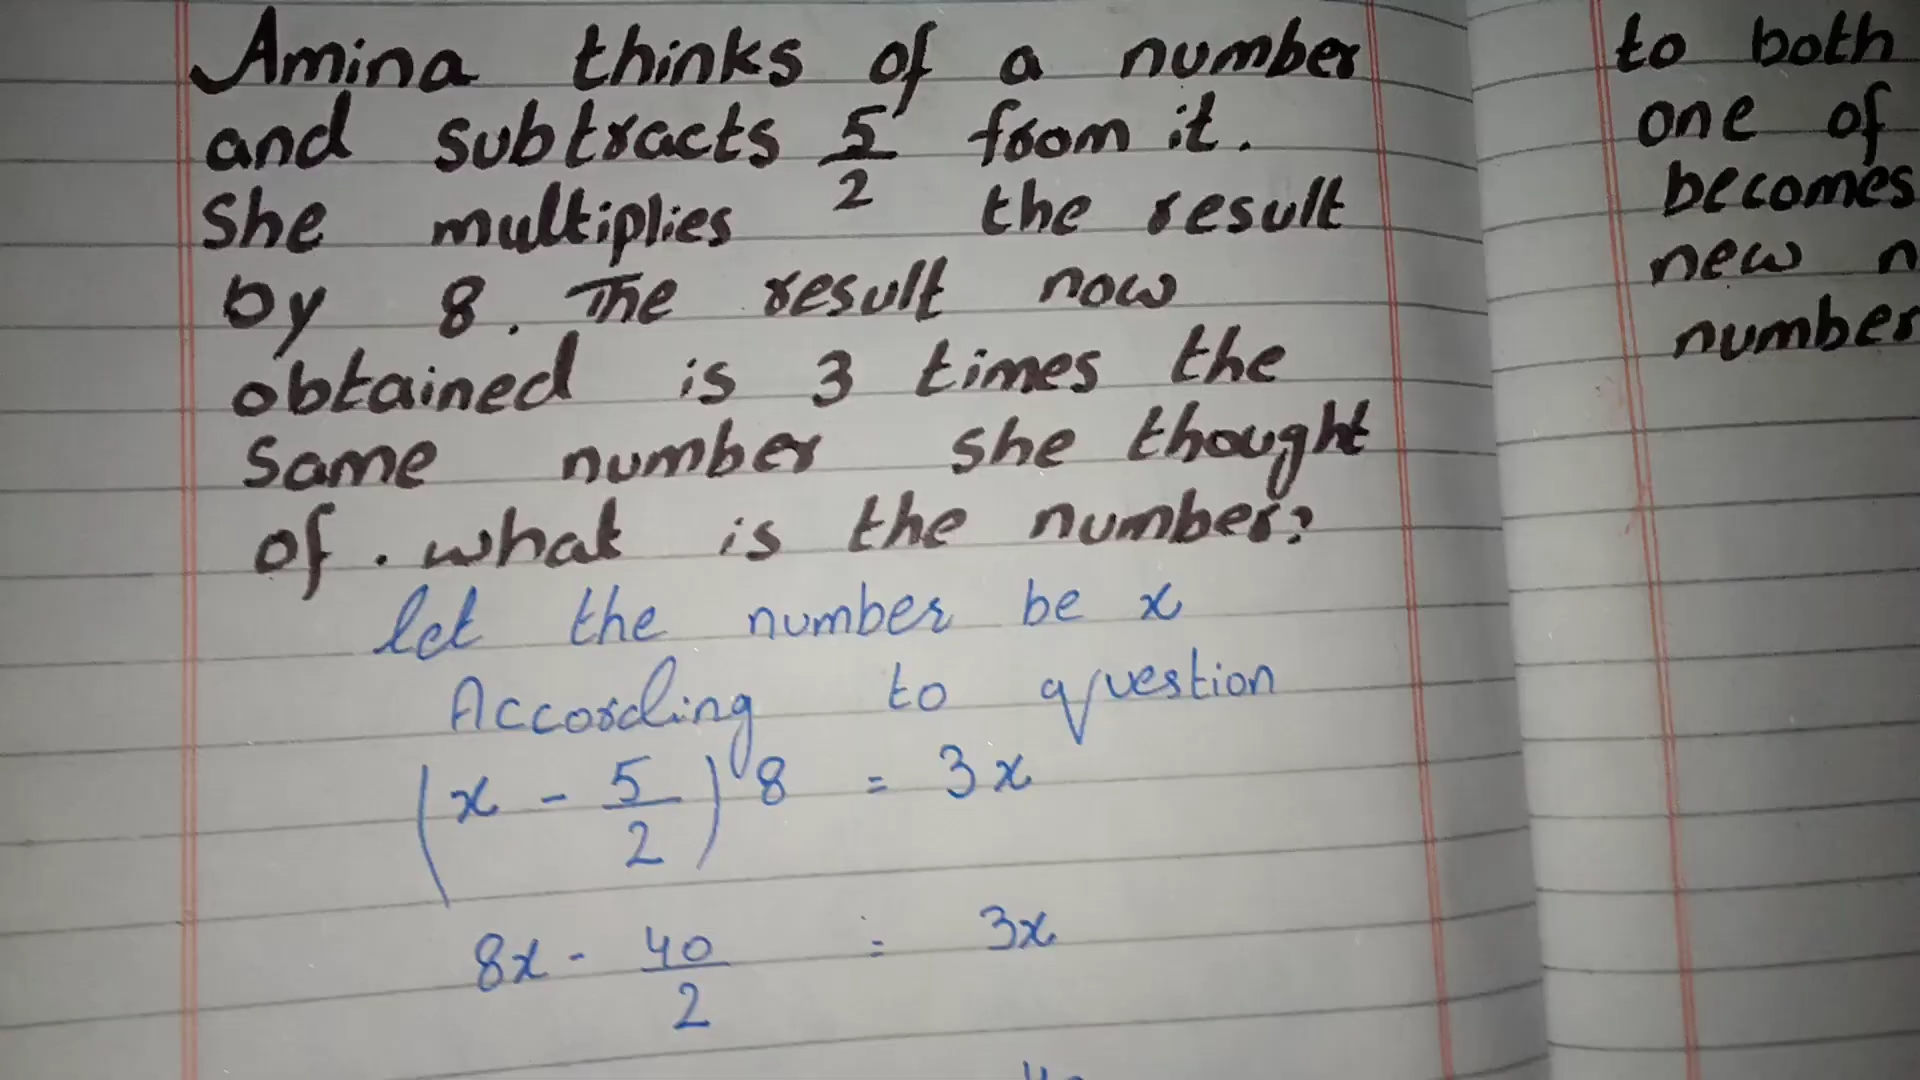 Amina thinks of a number
and subtracts 5/2 from it.
She multiplies the result
by 8. The result now
obtained is 3 times the
same number she thought
of. what is the number?
let the number be x
According to question
(x - 5/2) 8 = 3x
8x - 40/2 = 3x
to both
one of
becomes
new n
number